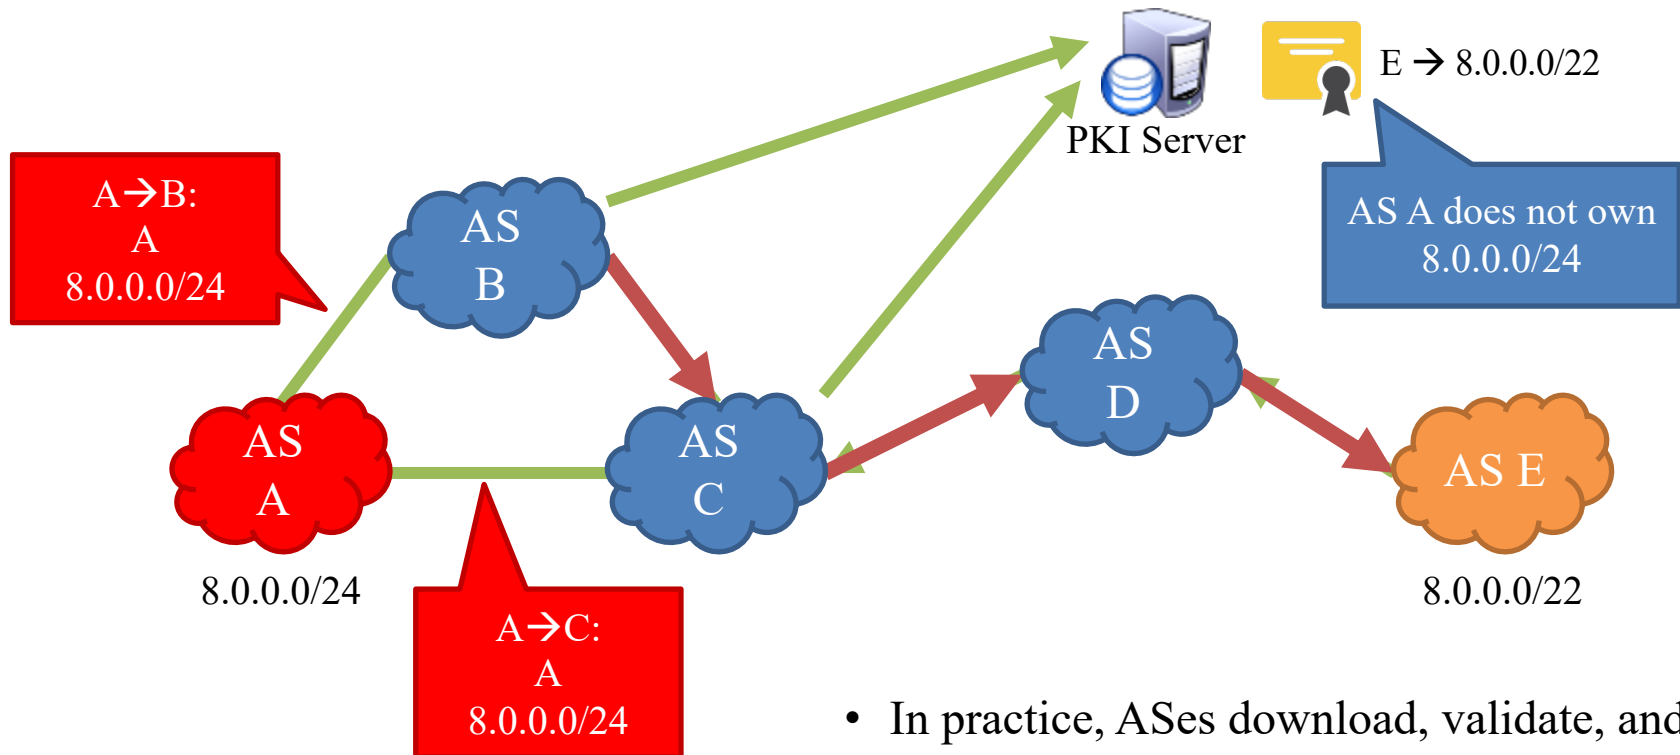 E → 8.0.0.0/22
PKI Server
A→B:
A
8.0.0.0/24
AS
B
AS A does not own
8.0.0.0/24
AS
D
AS
A
AS
C
AS E
8.0.0.0/24
8.0.0.0/22
A→C:
A
8.0.0.0/24
• In practice, ASes download, validate, and